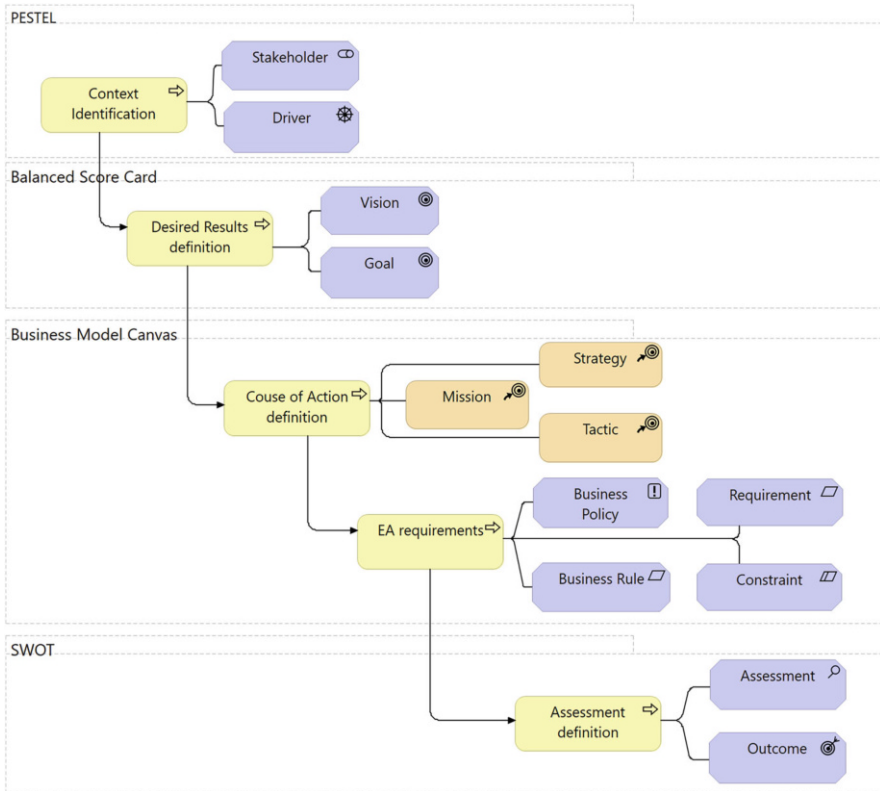 PESTEL
Stakeholder
Context
Identification
Driver
Balanced Score Card
Vision
Desired Results
definition
Goal
Business Model Canvas
Strategy
Couse of Action
definition
Mission
Tactic
Business
Policy
Requirement
EA requirements
Business Rule
Constraint
SWOT
Assessment
Assessment
definition
Outcome